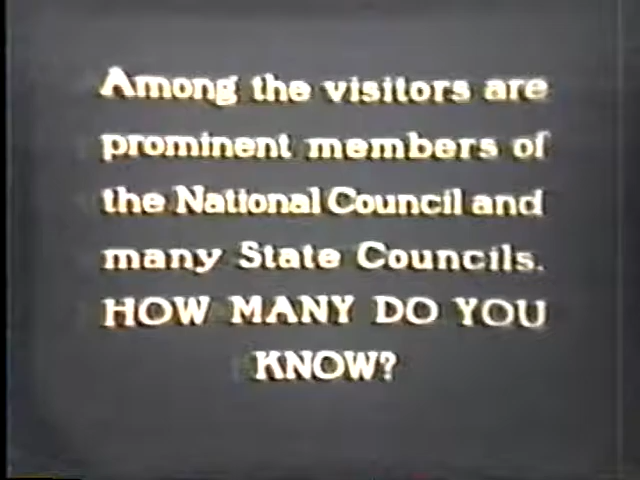 Among the visitors are
prominent members of
the National Council and
many State Councils.
HOW MANY DO YOU
KNOW?